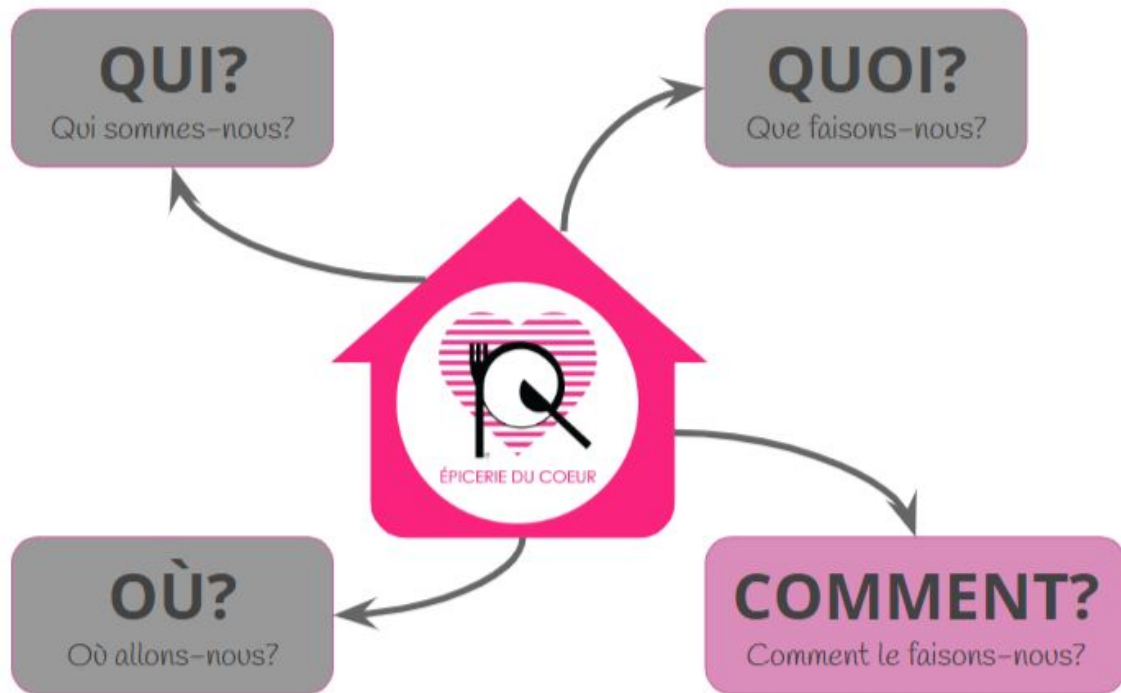 QUI?
Qui sommes-nous?
QUOI?
Que faisons-nous?
ÉPICERIE DU COEUR
OÙ?
Où allons-nous?
COMMENT?
Comment le faisons-nous?